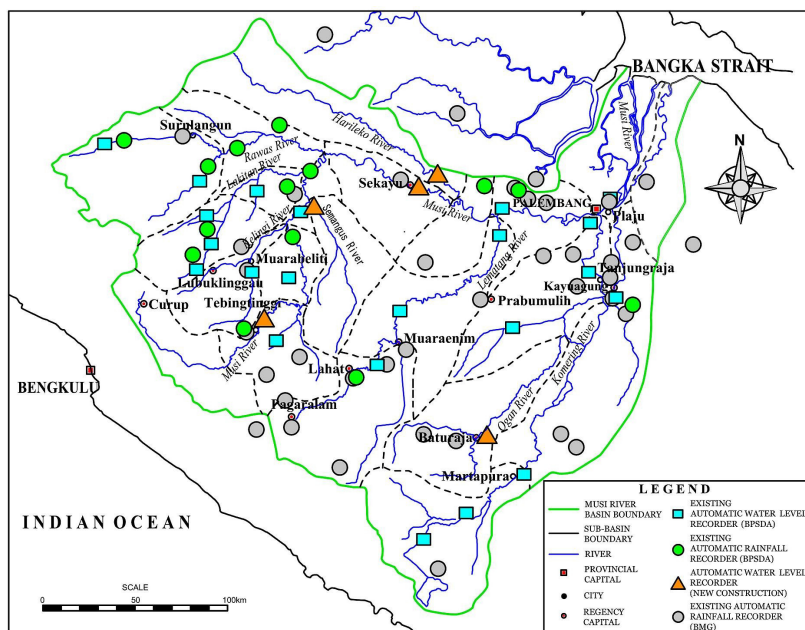 BANGKA STRAIT
Musi River
Surulangun
Harileko River
Rawas River
Lakitan River
N
Sekayu
Musi River
PALEMBANG
Plaju
Semangus River
Muarabeliti
Lematang River
Tanjungraja
Lubuklinggau
Kayuagung
Curup
Tebingtinggi
Prabumulih
Komering River
Muaraenim
Musi River
Lahat
BENGKULU
Pagaralam
Ogan River
Baturaja
Martapura
INDIAN OCEAN
SCALE
0 50 100km
LEGEND
MUSI RIVER
BASIN BOUNDARY
SUB-BASIN
BOUNDARY
RIVER
PROVINCIAL
CAPITAL
CITY
REGENCY
CAPITAL
EXISTING
AUTOMATIC WATER LEVEL
RECORDER (BPSDA)
EXISTING
AUTOMATIC RAINFALL
RECORDER (BPSDA)
AUTOMATIC WATER LEVEL
RECORDER
(NEW CONSTRUCTION)
EXISTING AUTOMATIC
RAINFALL RECORDER
(BMG)